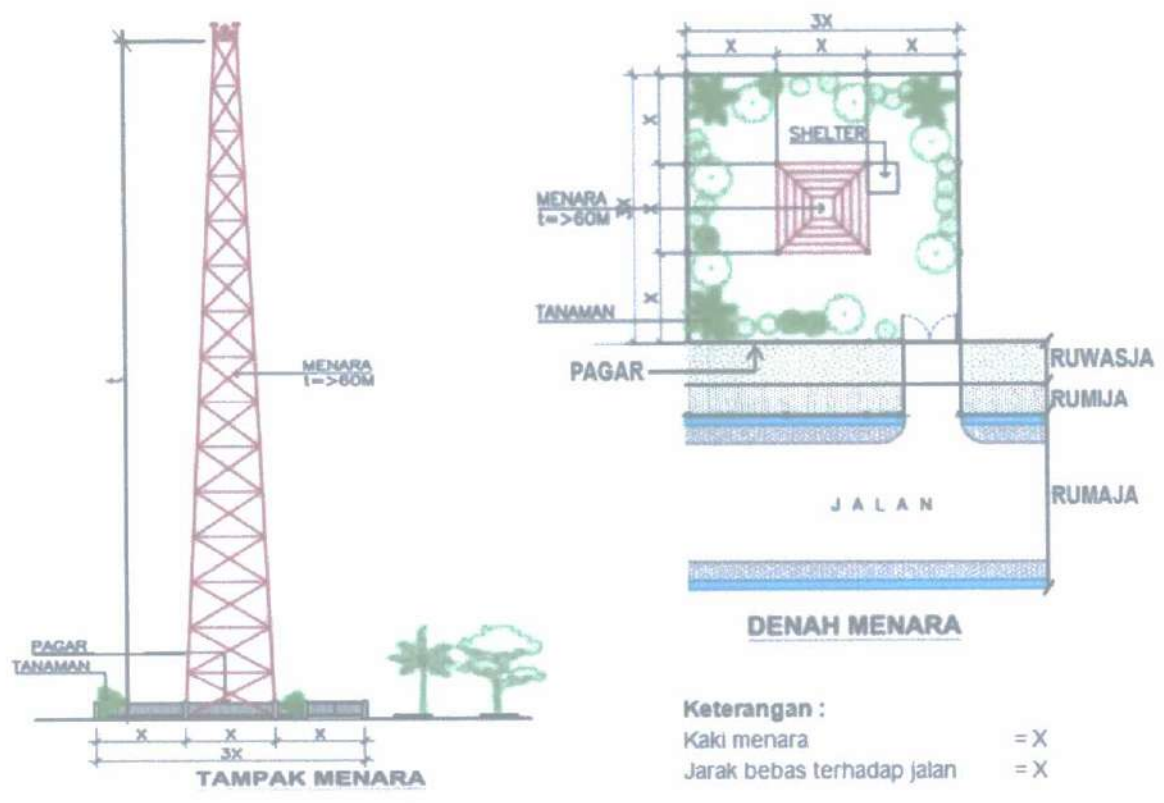 t
MENARA
t=>60M
PAGAR
TANAMAN
X X X
3X
TAMPAK MENARA
3X
X X X
SHELTER
MENARA
t=>60M
3X
X
X
X
TANAMAN
PAGAR
RUWASJA
RUMIJA
RUMAJA
J A L A N
DENAH MENARA
Keterangan :
Kaki menara = X
Jarak bebas terhadap jalan = X